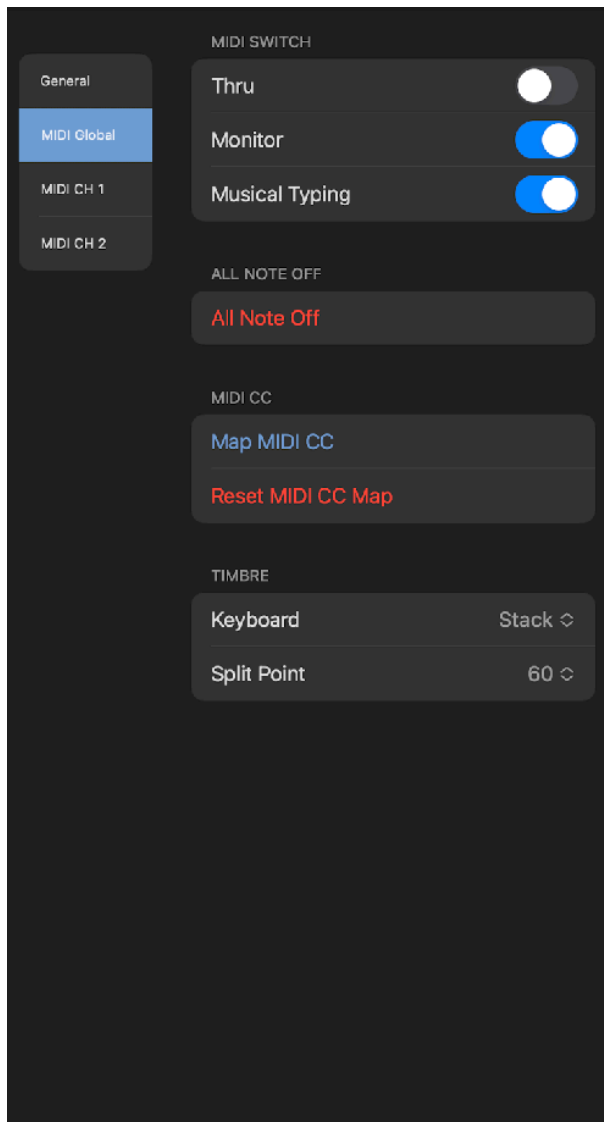 General
MIDI Global
MIDI CH 1
MIDI CH 2
MIDI SWITCH
Thru
Monitor
Musical Typing
ALL NOTE OFF
All Note Off
MIDI CC
Map MIDI CC
Reset MIDI CC Map
TIMBRE
Keyboard Stack
Split Point 60